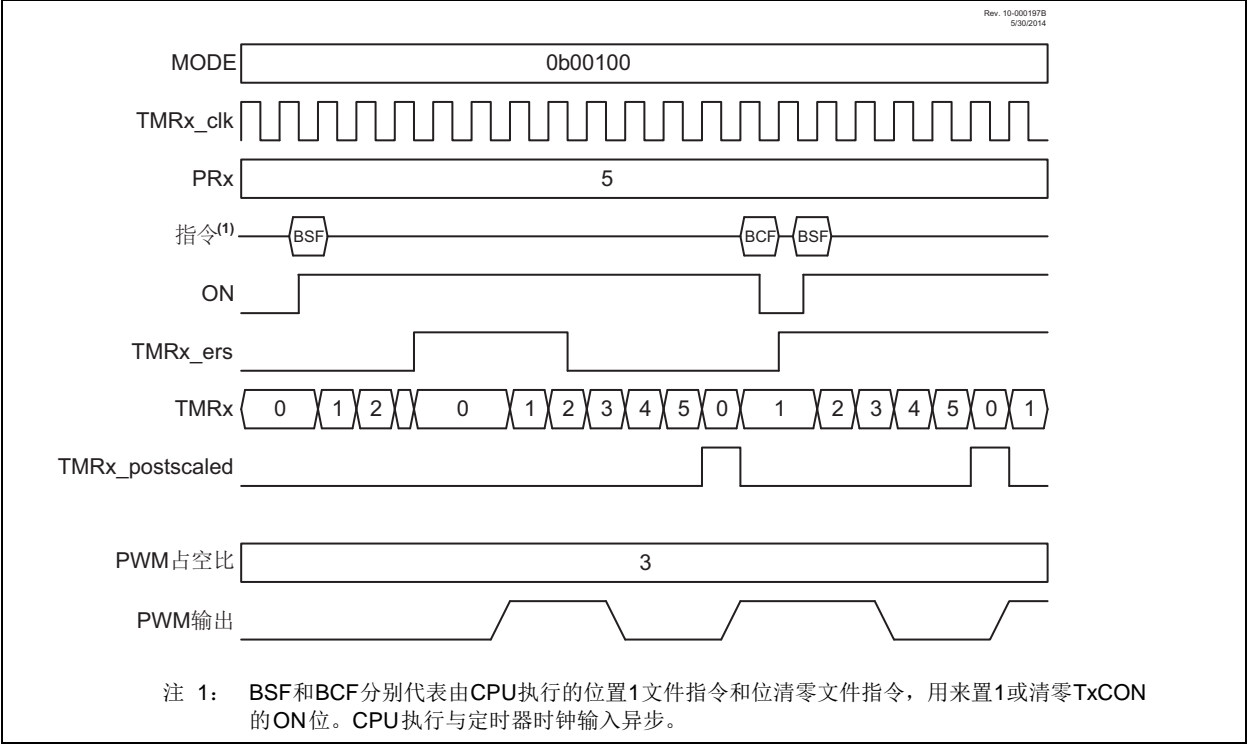 Rev. 10-000197B
5/30/2014
MODE 0b00100
TMRx_clk
PRx 5
指令(1) BSF BCF BSF
ON
TMRx_ers
TMRx 0 1 2 0 1 2 3 4 5 0 1 2 3 4 5 0 1
TMRx_postscaled
PWM占空比 3
PWM输出
注 1: BSF和BCF分别代表由CPU执行的位置1文件指令和位清零文件指令，用来置1或清零TxCON
的ON位。CPU执行与定时器时钟输入异步。